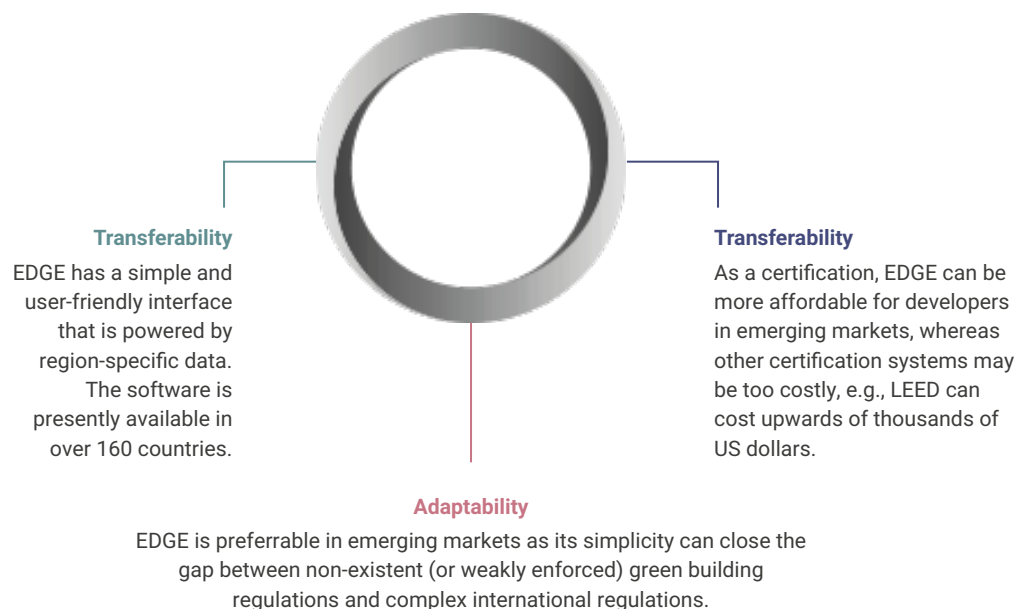 Transferability
EDGE has a simple and
user-friendly interface
that is powered by
region-specific data.
The software is
presently available in
over 160 countries.
Transferability
As a certification, EDGE can be
more affordable for developers
in emerging markets, whereas
other certification systems may
be too costly, e.g., LEED can
cost upwards of thousands of
US dollars.
Adaptability
EDGE is preferrable in emerging markets as its simplicity can close the
gap between non-existent (or weakly enforced) green building
regulations and complex international regulations.